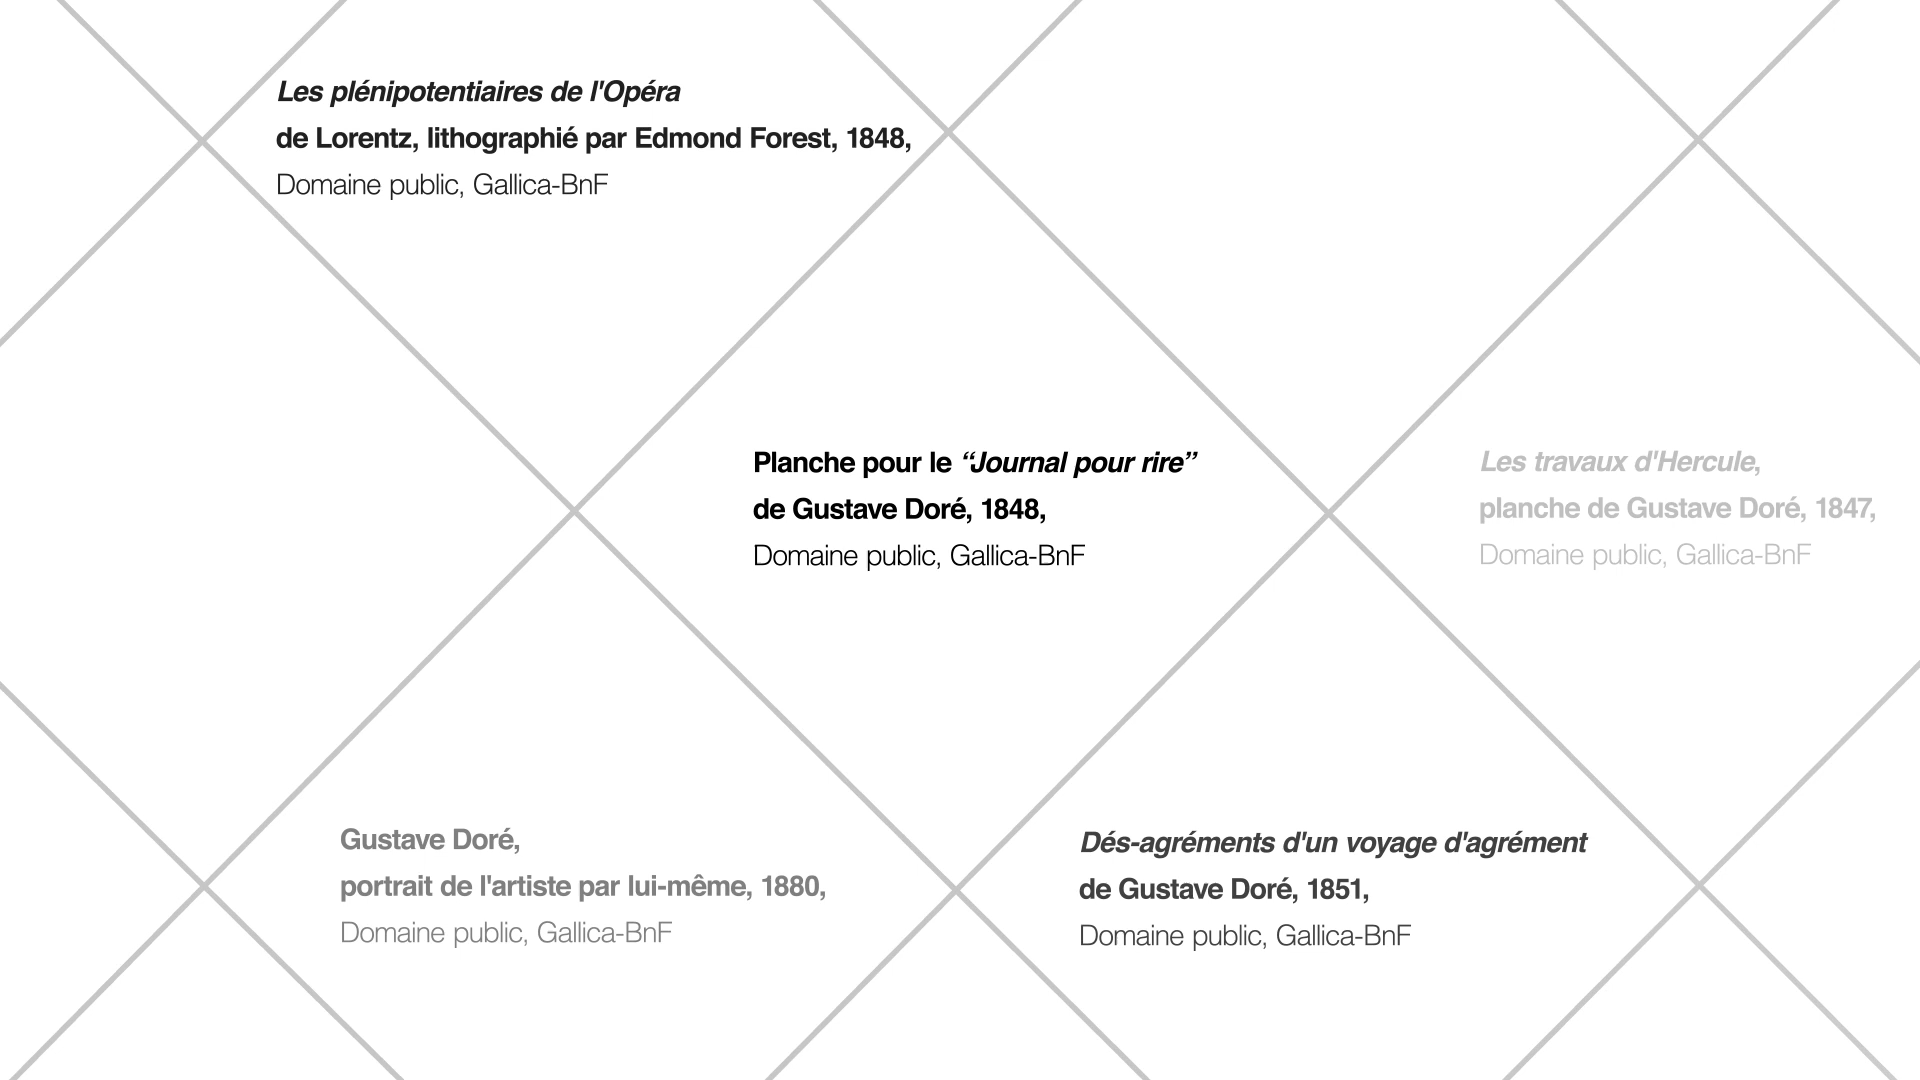 Les plénipotentiaires de l'Opéra
de Lorentz, lithographié par Edmond Forest, 1848,
Domaine public, Gallica-BnF
Planche pour le “Journal pour rire”
de Gustave Doré, 1848,
Domaine public, Gallica-BnF
Les travaux d'Hercule,
planche de Gustave Doré, 1847,
Domaine public, Gallica-BnF
Gustave Doré,
portrait de l'artiste par lui-même, 1880,
Domaine public, Gallica-BnF
Dés-agréments d'un voyage d'agrément
de Gustave Doré, 1851,
Domaine public, Gallica-BnF